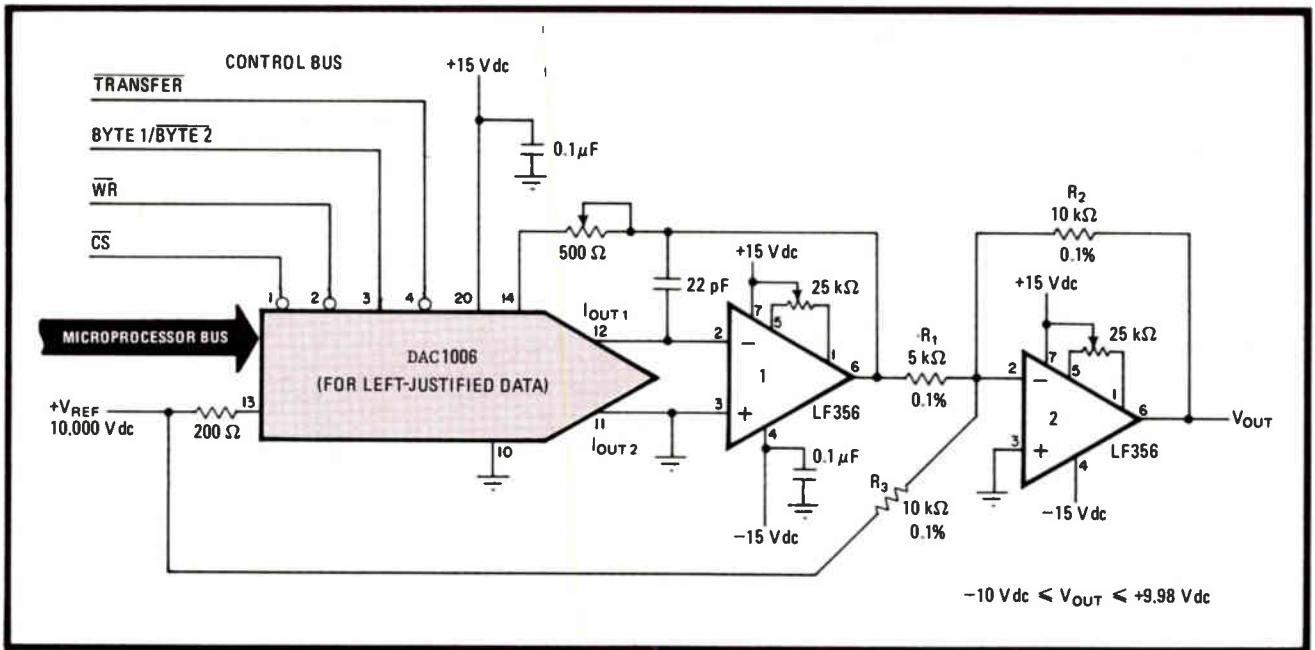 CONTROL BUS
TRANSFER
BYTE 1/BYTE 2
WR
CS
+15 Vdc
0.1 μF
500 Ω
22 pF
1
2
3
4
20
14
MICROPROCESSOR BUS
DAC1006
(FOR LEFT-JUSTIFIED DATA)
+VREF
10.000 Vdc
200 Ω
13
10
IOUT 1
12
11
IOUT 2
+15 Vdc
25 kΩ
7
5
1
2
−
1
6
3
+
4
LF356
0.1 μF
−15 Vdc
R1
5 kΩ
0.1%
R3
10 kΩ
0.1%
R2
10 kΩ
0.1%
+15 Vdc
25 kΩ
7
5
1
2
−
2
6
VOUT
3
+
4
LF356
−15 Vdc
−10 Vdc ⩽ VOUT ⩽ +9.98 Vdc